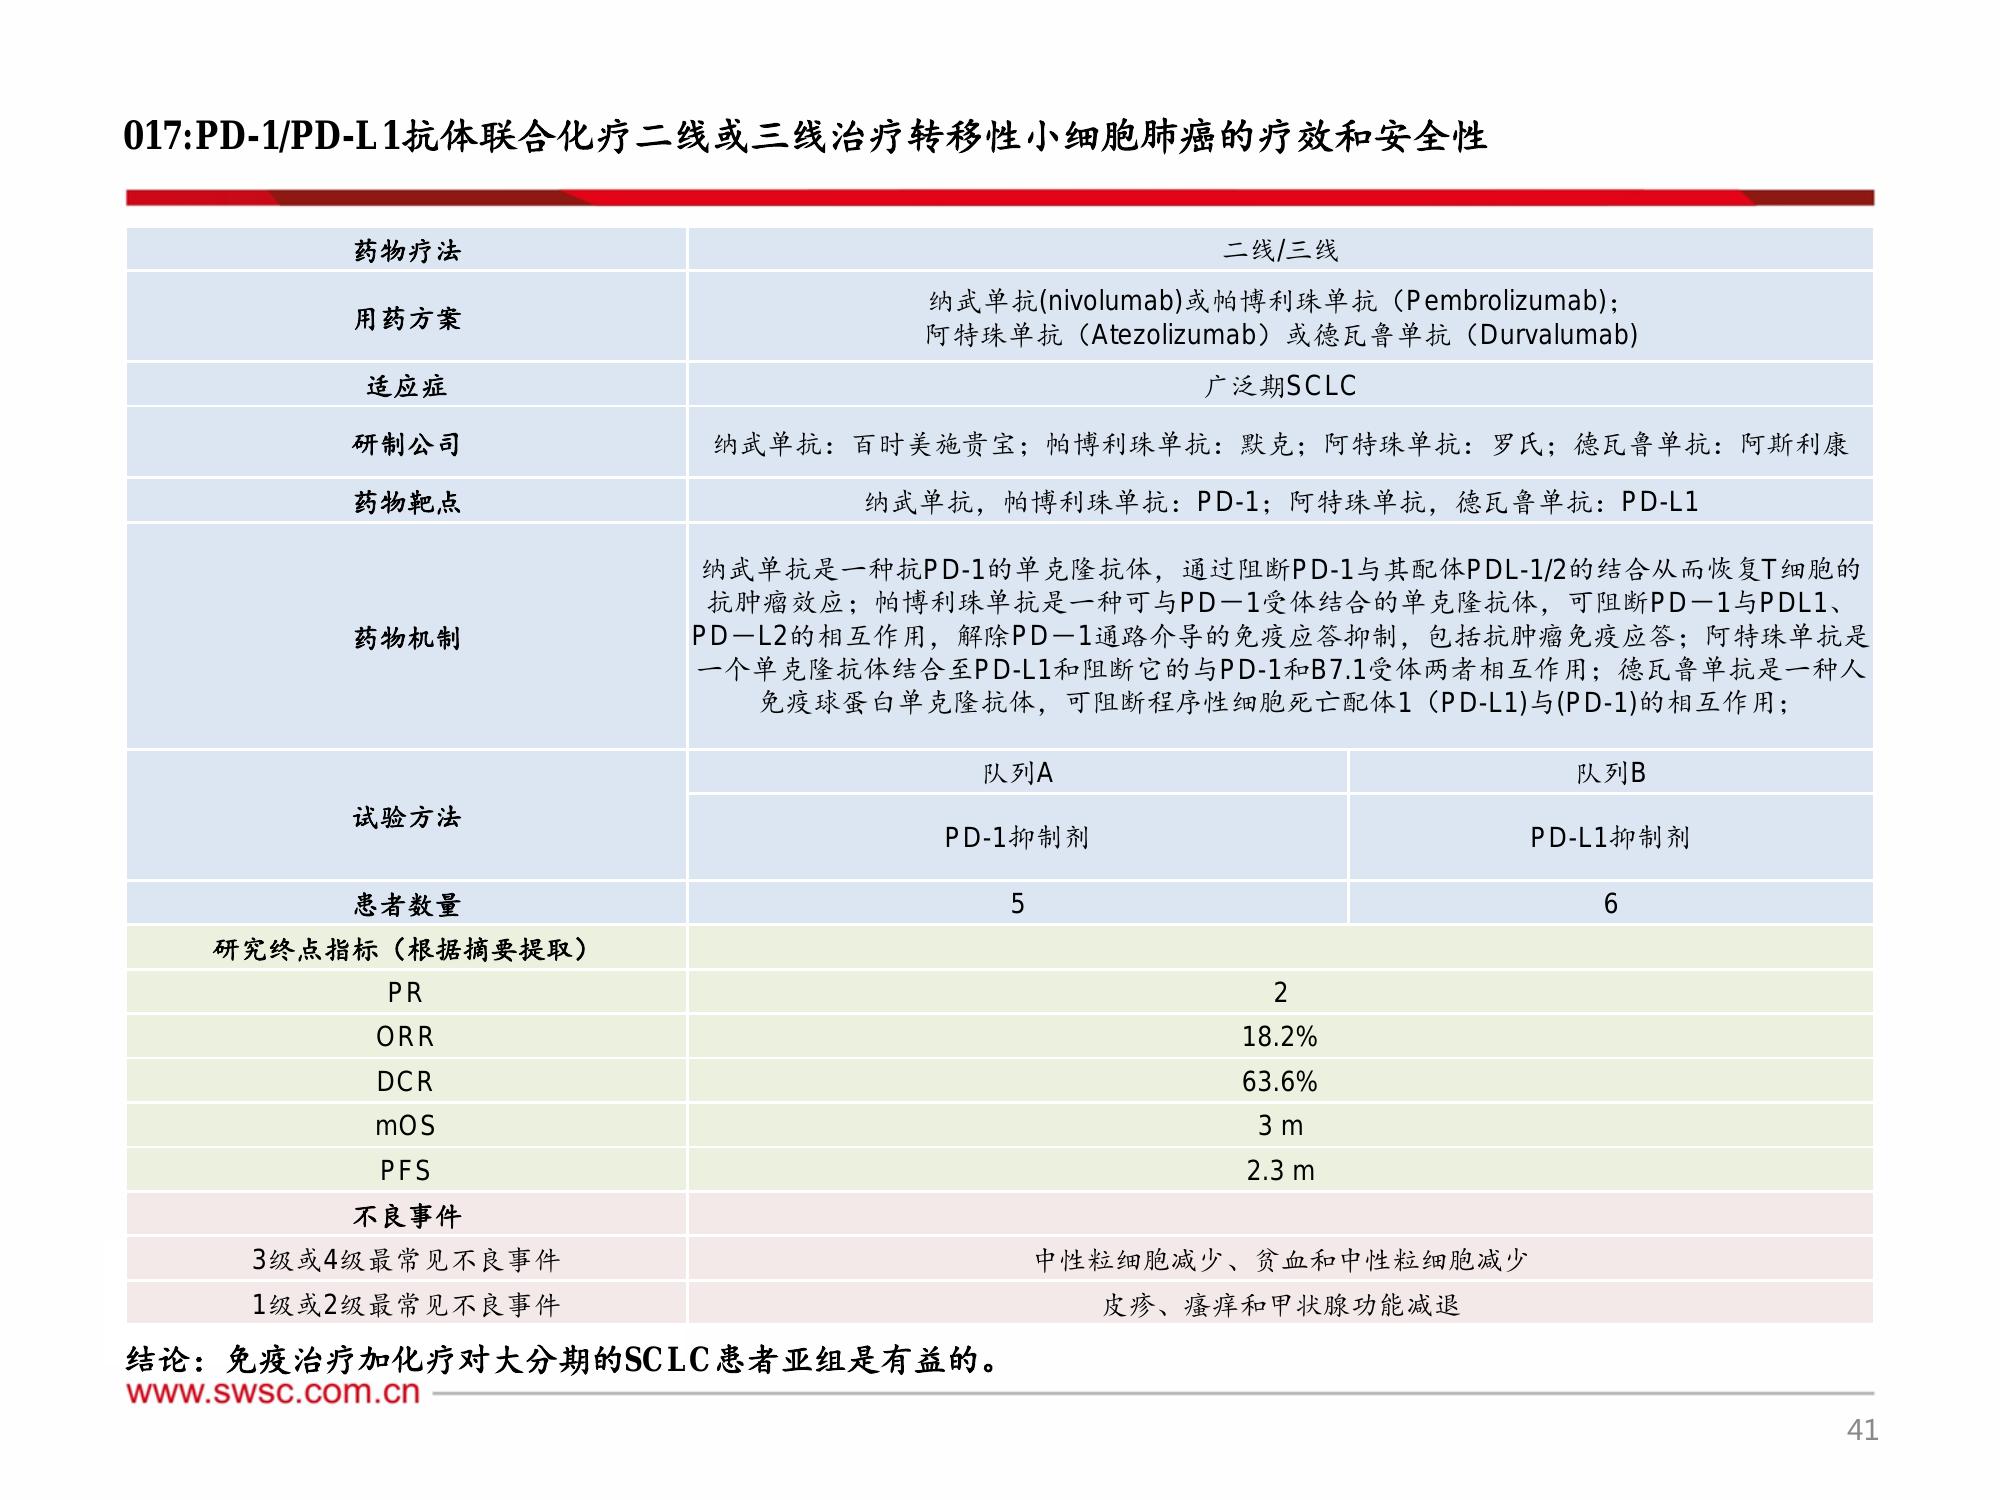 017:PD-1/PD-L1抗体联合化疗二线或三线治疗转移性小细胞肺癌的疗效和安全性
药物疗法
二线/三线
用药方案
纳武单抗(nivolumab)或帕博利珠单抗（Pembrolizumab)；
阿特珠单抗（Atezolizumab）或德瓦鲁单抗（Durvalumab)
适应症
广泛期SCLC
研制公司
纳武单抗：百时美施贵宝；帕博利珠单抗：默克；阿特珠单抗：罗氏；德瓦鲁单抗：阿斯利康
药物靶点
纳武单抗，帕博利珠单抗：PD-1；阿特珠单抗，德瓦鲁单抗：PD-L1
药物机制
纳武单抗是一种抗PD-1的单克隆抗体，通过阻断PD-1与其配体PDL-1/2的结合从而恢复T细胞的
抗肿瘤效应；帕博利珠单抗是一种可与PD－1受体结合的单克隆抗体，可阻断PD－1与PDL1、
PD－L2的相互作用，解除PD－1通路介导的免疫应答抑制，包括抗肿瘤免疫应答；阿特珠单抗是
一个单克隆抗体结合至PD-L1和阻断它的与PD-1和B7.1受体两者相互作用；德瓦鲁单抗是一种人
免疫球蛋白单克隆抗体，可阻断程序性细胞死亡配体1（PD-L1)与(PD-1)的相互作用；
试验方法
队列A
队列B
PD-1抑制剂
PD-L1抑制剂
患者数量
5
6
研究终点指标（根据摘要提取）
PR
2
ORR
18.2%
DCR
63.6%
mOS
3 m
PFS
2.3 m
不良事件
3级或4级最常见不良事件
中性粒细胞减少、贫血和中性粒细胞减少
1级或2级最常见不良事件
皮疹、瘙痒和甲状腺功能减退
结论：免疫治疗加化疗对大分期的SCLC患者亚组是有益的。
www.swsc.com.cn
41